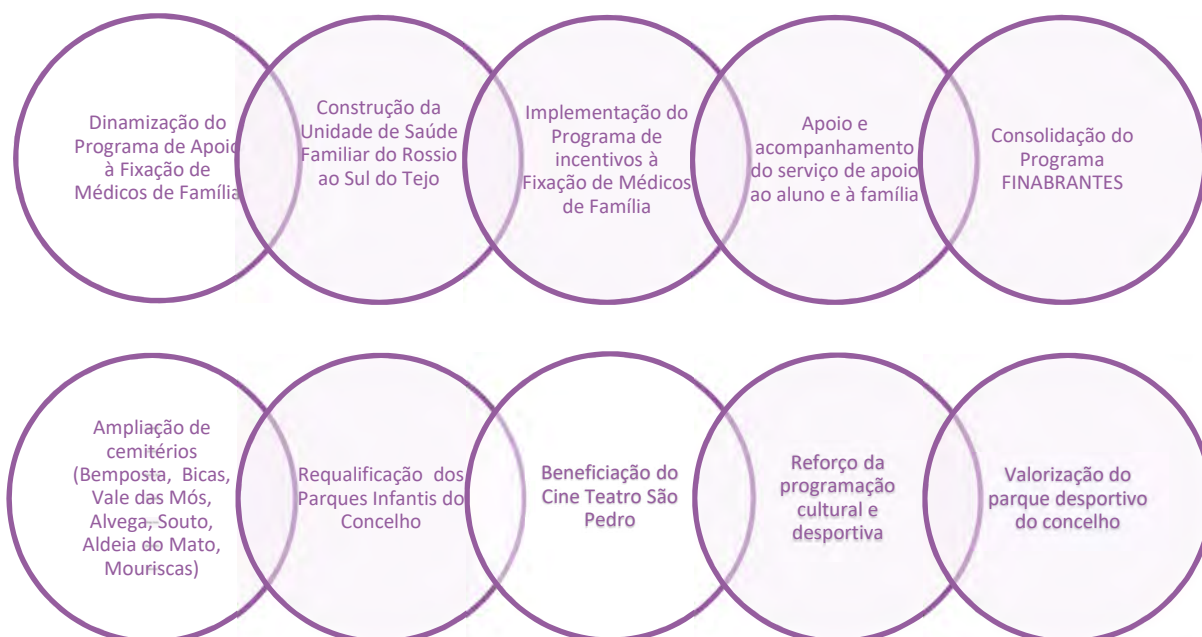 Dinamização do
Programa de Apoio
à Fixação de
Médicos de Família
Construção da
Unidade de Saúde
Familiar do Rossio
ao Sul do Tejo
Implementação do
Programa de
incentivos à
Fixação de Médicos
de Família
Apoio e
acompanhamento
do serviço de apoio
ao aluno e à família
Consolidação do
Programa
FINABRANTES
Ampliação de
cemitérios
(Bemposta, Bicas,
Vale das Mós,
Alvega, Souto,
Aldeia do Mato,
Mouriscas)
Requalificação dos
Parques Infantis do
Concelho
Beneficiação do
Cine Teatro São
Pedro
Reforço da
programação
cultural e
desportiva
Valorização do
parque desportivo
do concelho